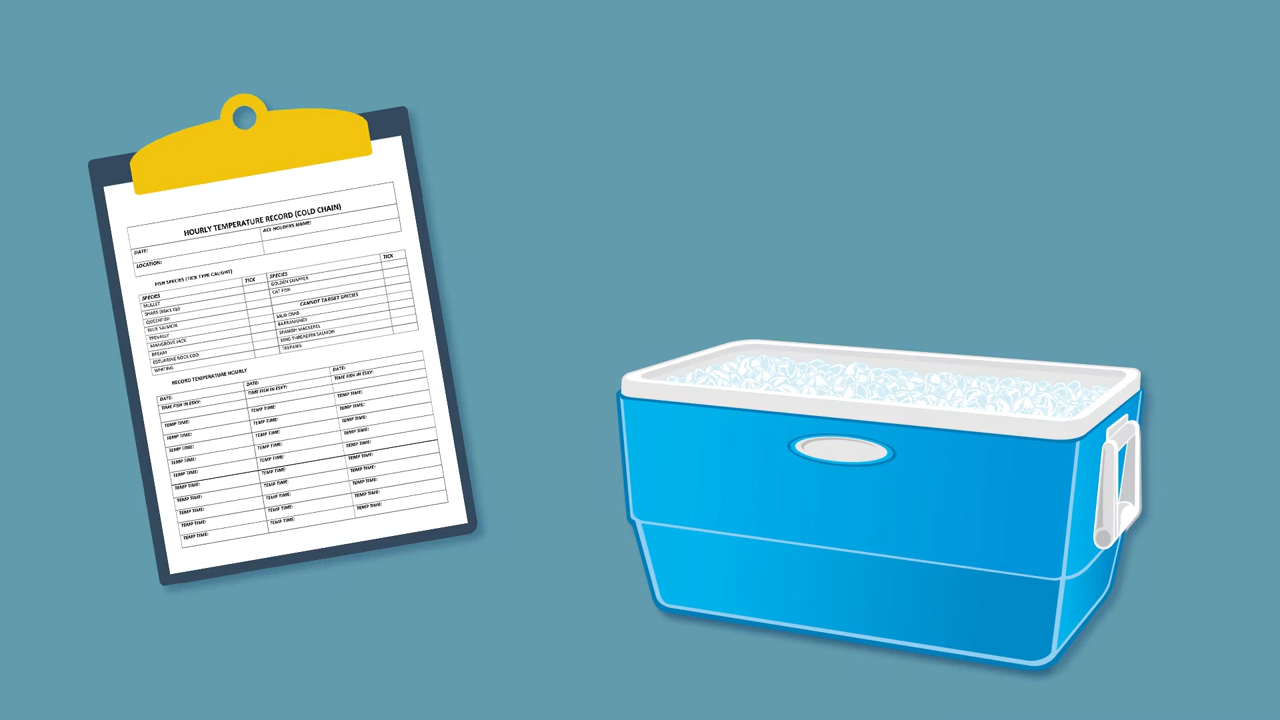 HOURLY TEMPERATURE RECORD (COLD CHAIN)
DATE:
ACL HOLDERS NAME:
LOCATION:
FISH SPECIES (TICK TYPE CAUGHT)
SPECIES TICK SPECIES TICK
MULLET GOLDEN SNAPPER
CAT FISH
QUEENFISH
BLUE SALMON CANNOT TARGET SPECIES
TREVALLY MUD CRAB
MANGROVE JACK BARRAMUNDI
BREAM SPANISH MACKEREL
ESTUARINE ROCK COD KING THREADFIN SALMON
WHITING TREPANG
RECORD TEMPERATURE HOURLY
DATE: DATE: DATE:
TIME FISH IN ESKY: TIME FISH IN ESKY: TIME FISH IN ESKY:
TEMP TIME: TEMP TIME: TEMP TIME:
TEMP TIME: TEMP TIME: TEMP TIME:
TEMP TIME: TEMP TIME: TEMP TIME:
TEMP TIME: TEMP TIME: TEMP TIME:
TEMP TIME: TEMP TIME: TEMP TIME:
TEMP TIME: TEMP TIME: TEMP TIME:
TEMP TIME: TEMP TIME: TEMP TIME:
TEMP TIME: TEMP TIME: TEMP TIME:
TEMP TIME: TEMP TIME: TEMP TIME:
TEMP TIME: TEMP TIME: TEMP TIME: